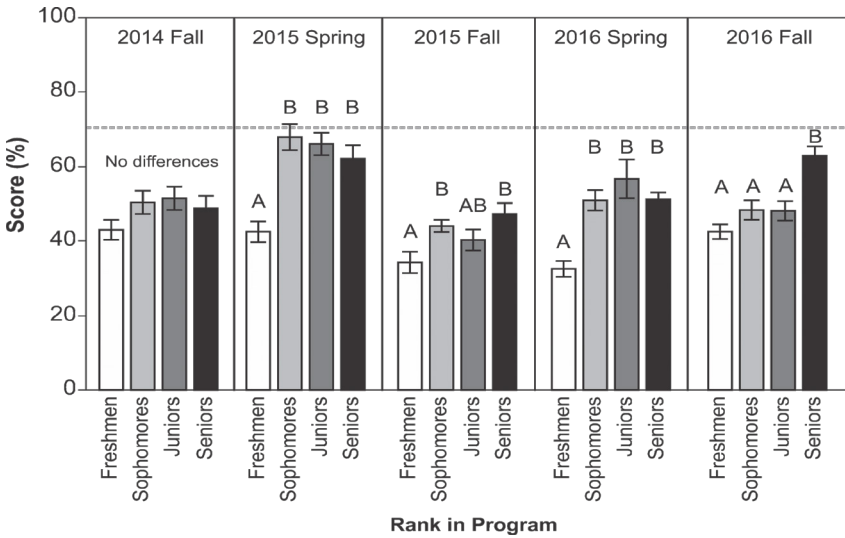 100
80
60
40
20
0
Score (%)
2014 Fall
2015 Spring
2015 Fall
2016 Spring
2016 Fall
No differences
A
B
B
B
A
B
AB
B
A
B
B
B
A
A
A
B
Freshmen
Sophomores
Juniors
Seniors
Freshmen
Sophomores
Juniors
Seniors
Freshmen
Sophomores
Juniors
Seniors
Freshmen
Sophomores
Juniors
Seniors
Freshmen
Sophomores
Juniors
Seniors
Rank in Program